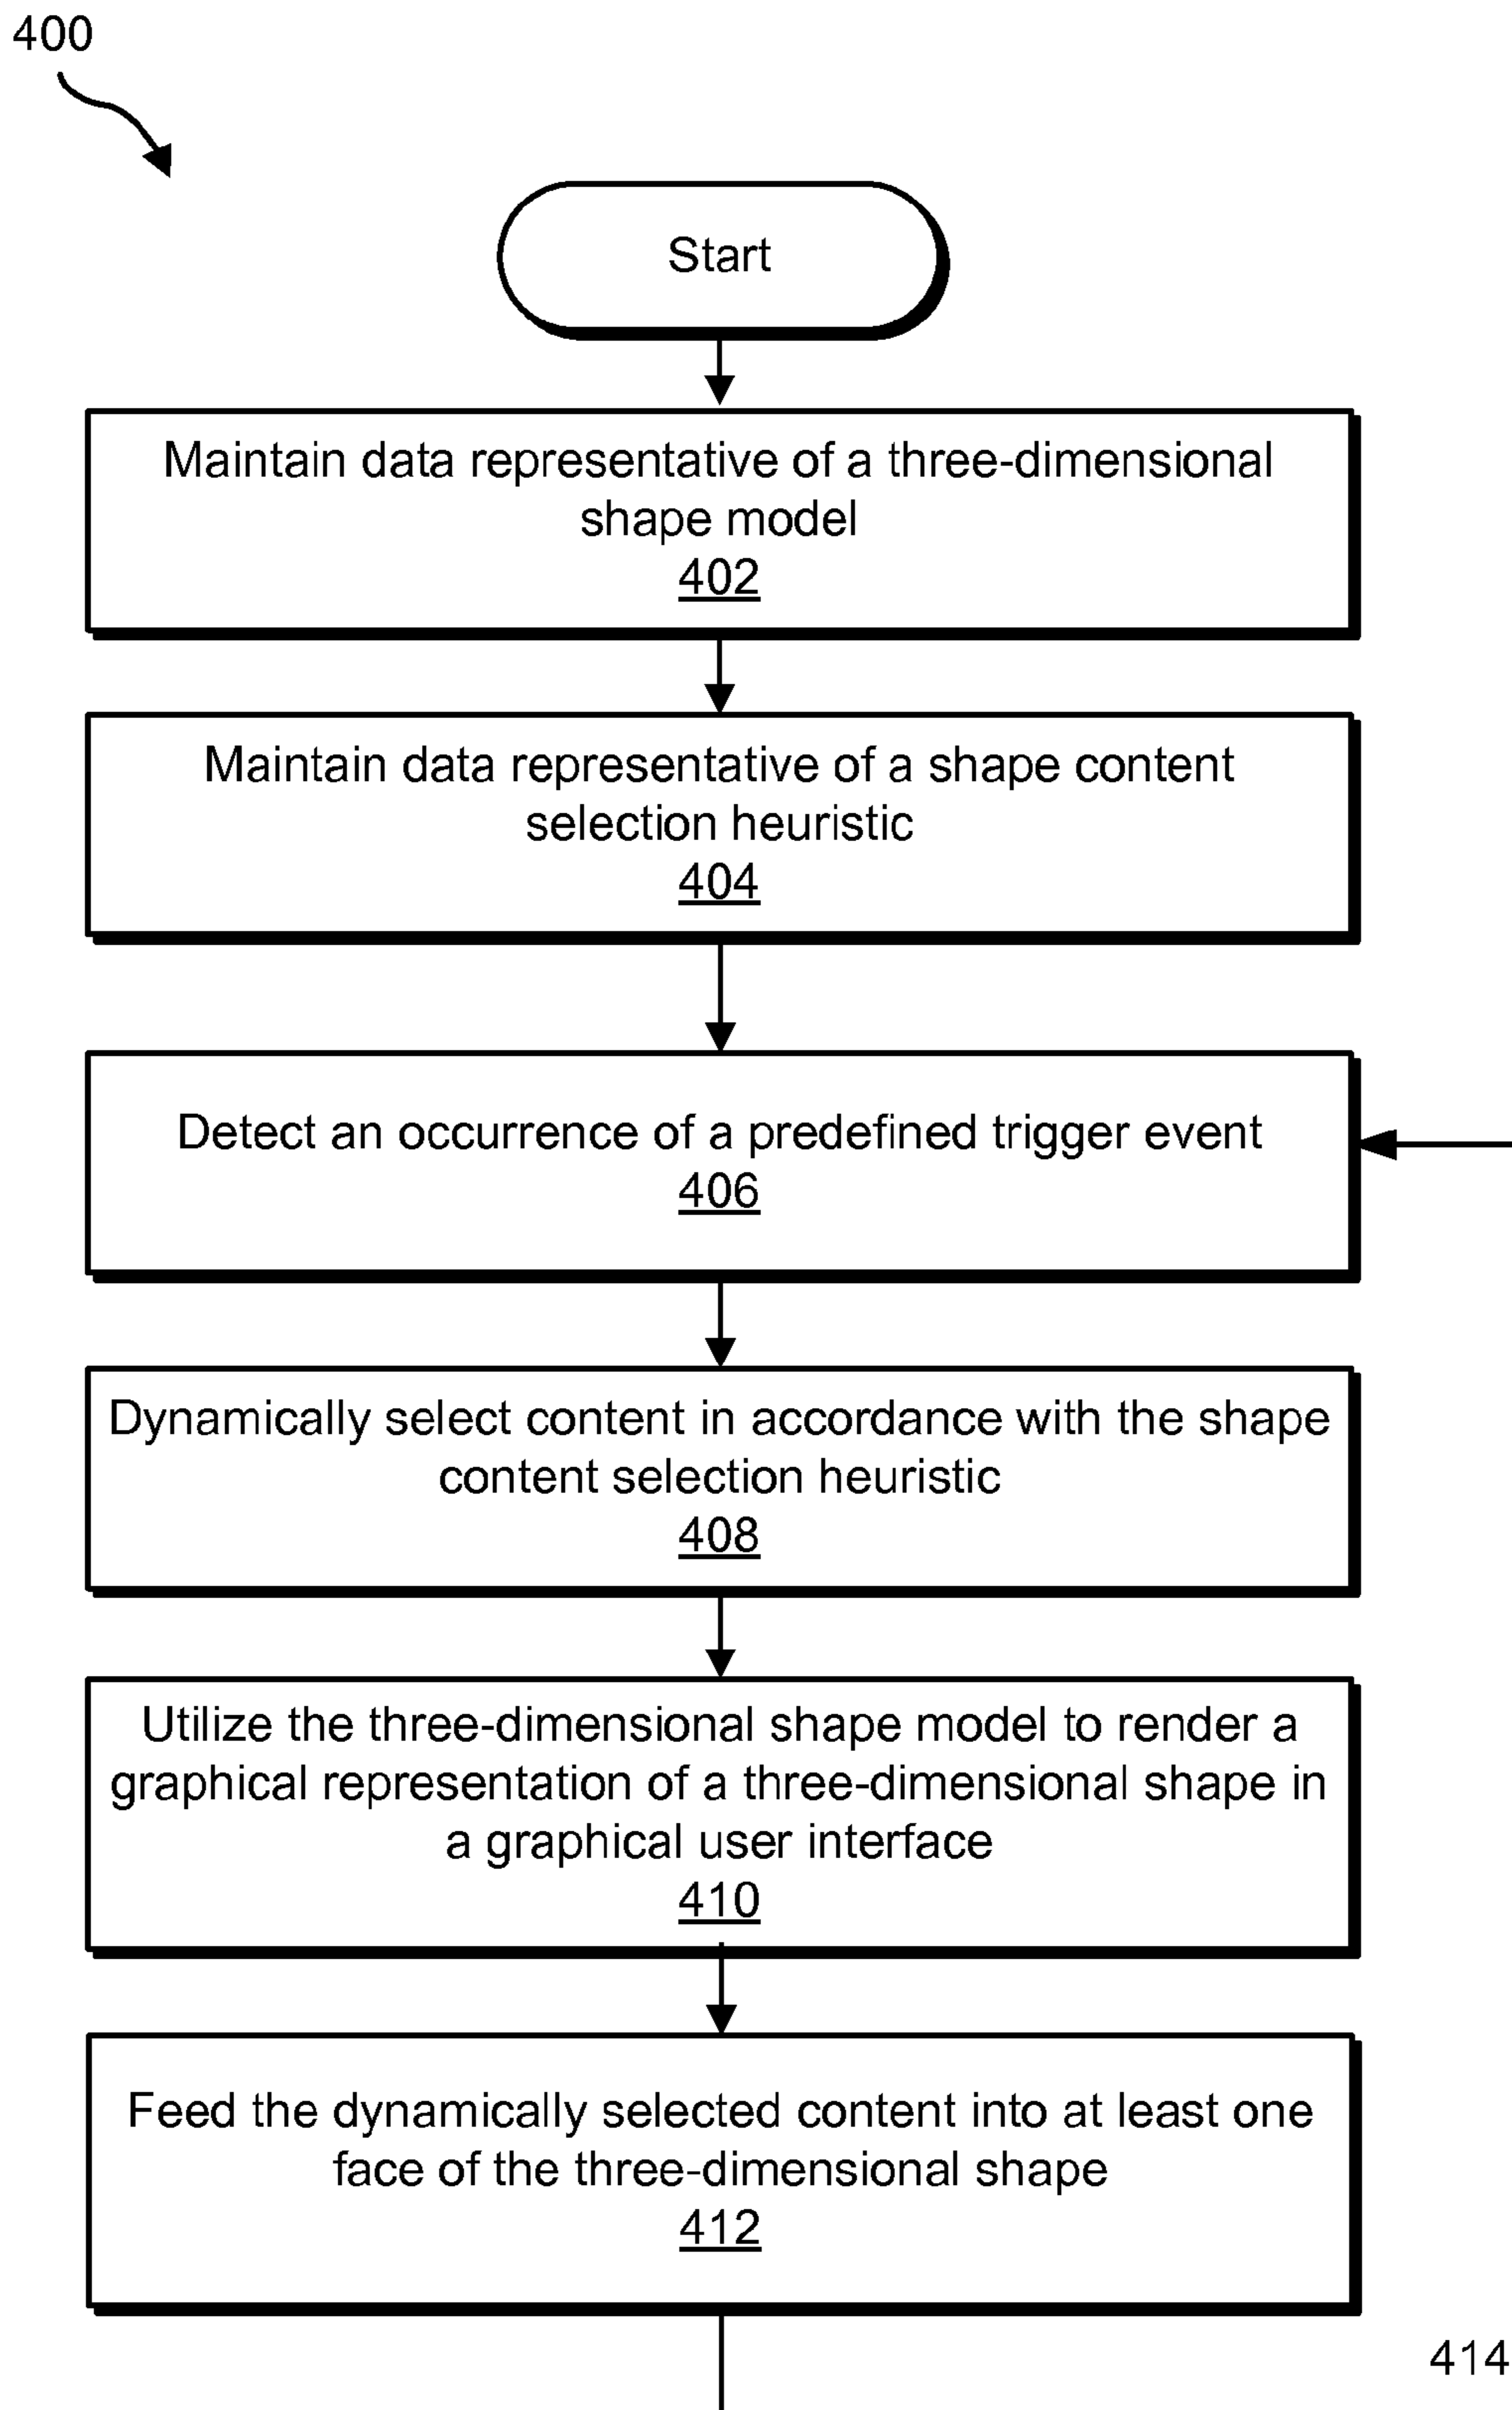 400
Start
Maintain data representative of a three-dimensional
shape model
402
Maintain data representative of a shape content
selection heuristic
404
Detect an occurrence of a predefined trigger event
406
Dynamically select content in accordance with the shape
content selection heuristic
408
Utilize the three-dimensional shape model to render a
graphical representation of a three-dimensional shape in
a graphical user interface
410
Feed the dynamically selected content into at least one
face of the three-dimensional shape
412
414